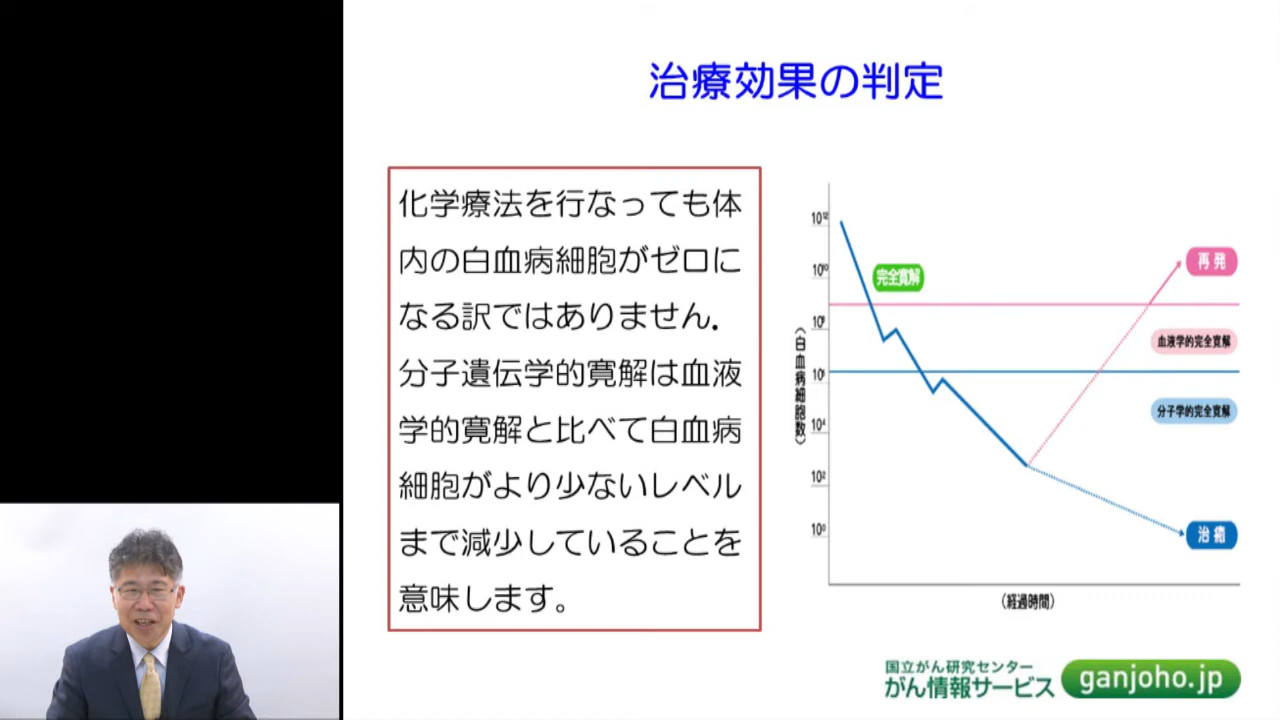 治療効果の判定
化学療法を行なっても体
内の白血病細胞がゼロに
なる訳ではありません.
分子遺伝学的寛解は血液
学的寛解と比べて白血病
細胞がより少ないレベル
まで減少していることを
意味します。
10¹²
10¹⁰
10⁸
10⁶
10⁴
10²
10⁰
(白血病細胞数)
完全寛解
再発
血液学的完全寛解
分子学的完全寛解
治癒
(経過時間)
国立がん研究センター
がん情報サービス
ganjoho.jp